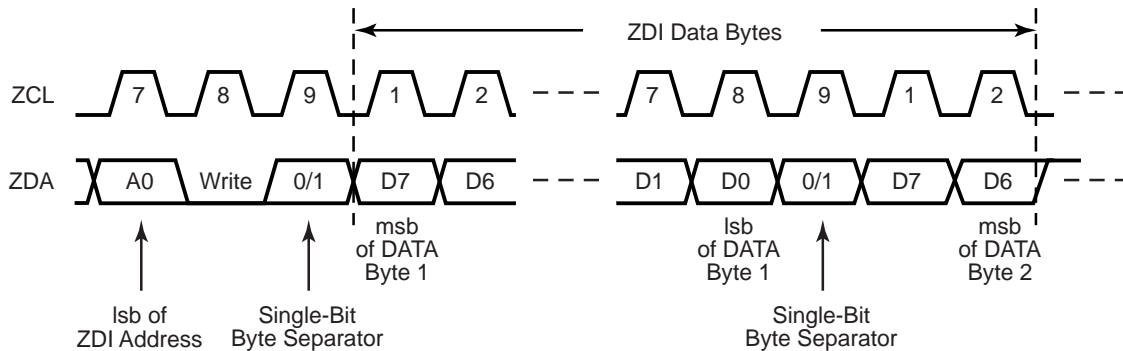 ZDI Data Bytes
ZCL 7 8 9 1 2 7 8 9 1 2
ZDA A0 Write 0/1 D7 D6 D1 D0 0/1 D7 D6
msb
of DATA
Byte 1
lsb
of DATA
Byte 1
msb
of DATA
Byte 2
lsb of
ZDI Address
Single-Bit
Byte Separator
Single-Bit
Byte Separator